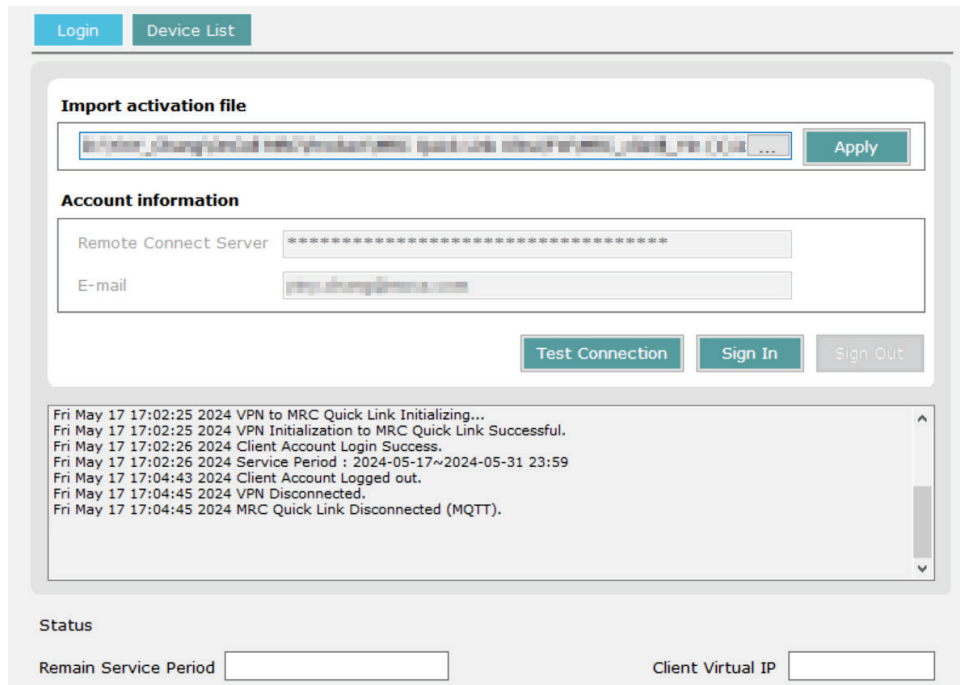 Login Device List
Import activation file
... Apply
Account information
Remote Connect Server ***********************************
E-mail
Test Connection Sign In Sign Out
Fri May 17 17:02:25 2024 VPN to MRC Quick Link Initializing...
Fri May 17 17:02:25 2024 VPN Initialization to MRC Quick Link Successful.
Fri May 17 17:02:26 2024 Client Account Login Success.
Fri May 17 17:02:26 2024 Service Period : 2024-05-17~2024-05-31 23:59
Fri May 17 17:04:43 2024 Client Account Logged out.
Fri May 17 17:04:45 2024 VPN Disconnected.
Fri May 17 17:04:45 2024 MRC Quick Link Disconnected (MQTT).
Status
Remain Service Period Client Virtual IP